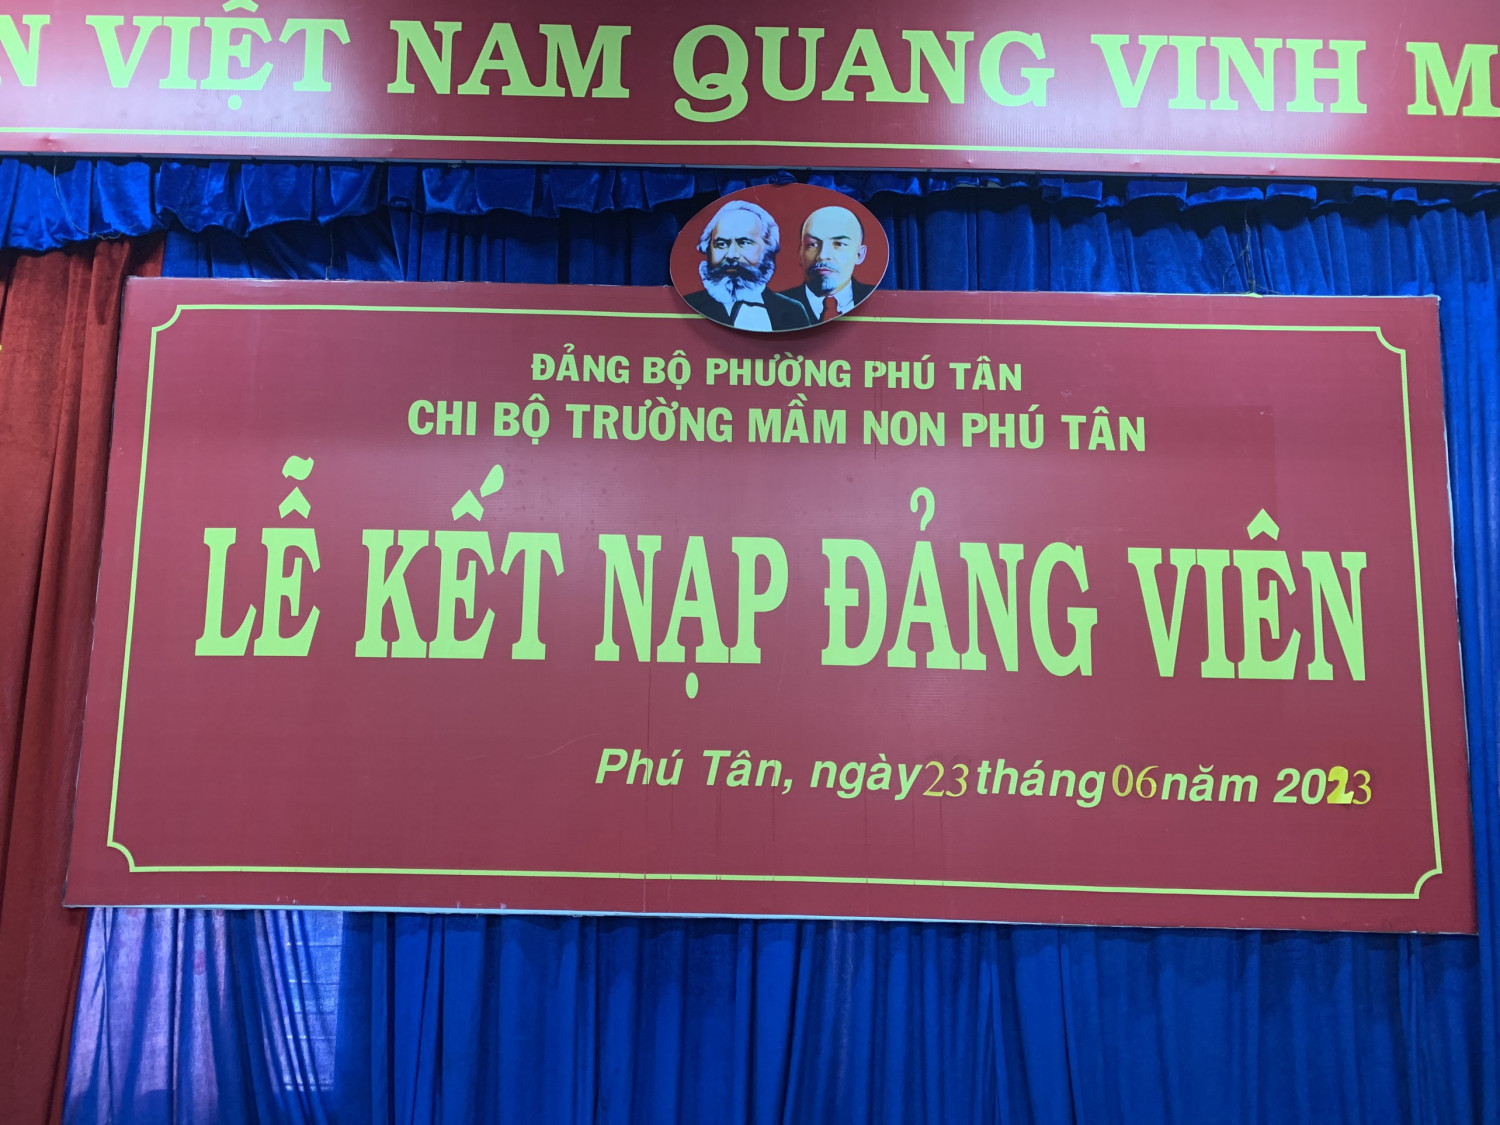 VIỆT NAM QUANG VINH
ĐẢNG BỘ PHƯỜNG PHÚ TÂN
CHI BỘ TRƯỜNG MẦM NON PHÚ TÂN
LỄ KẾT NẠP ĐẢNG VIÊN
Phú Tân, ngày 23 tháng 06 năm 2023